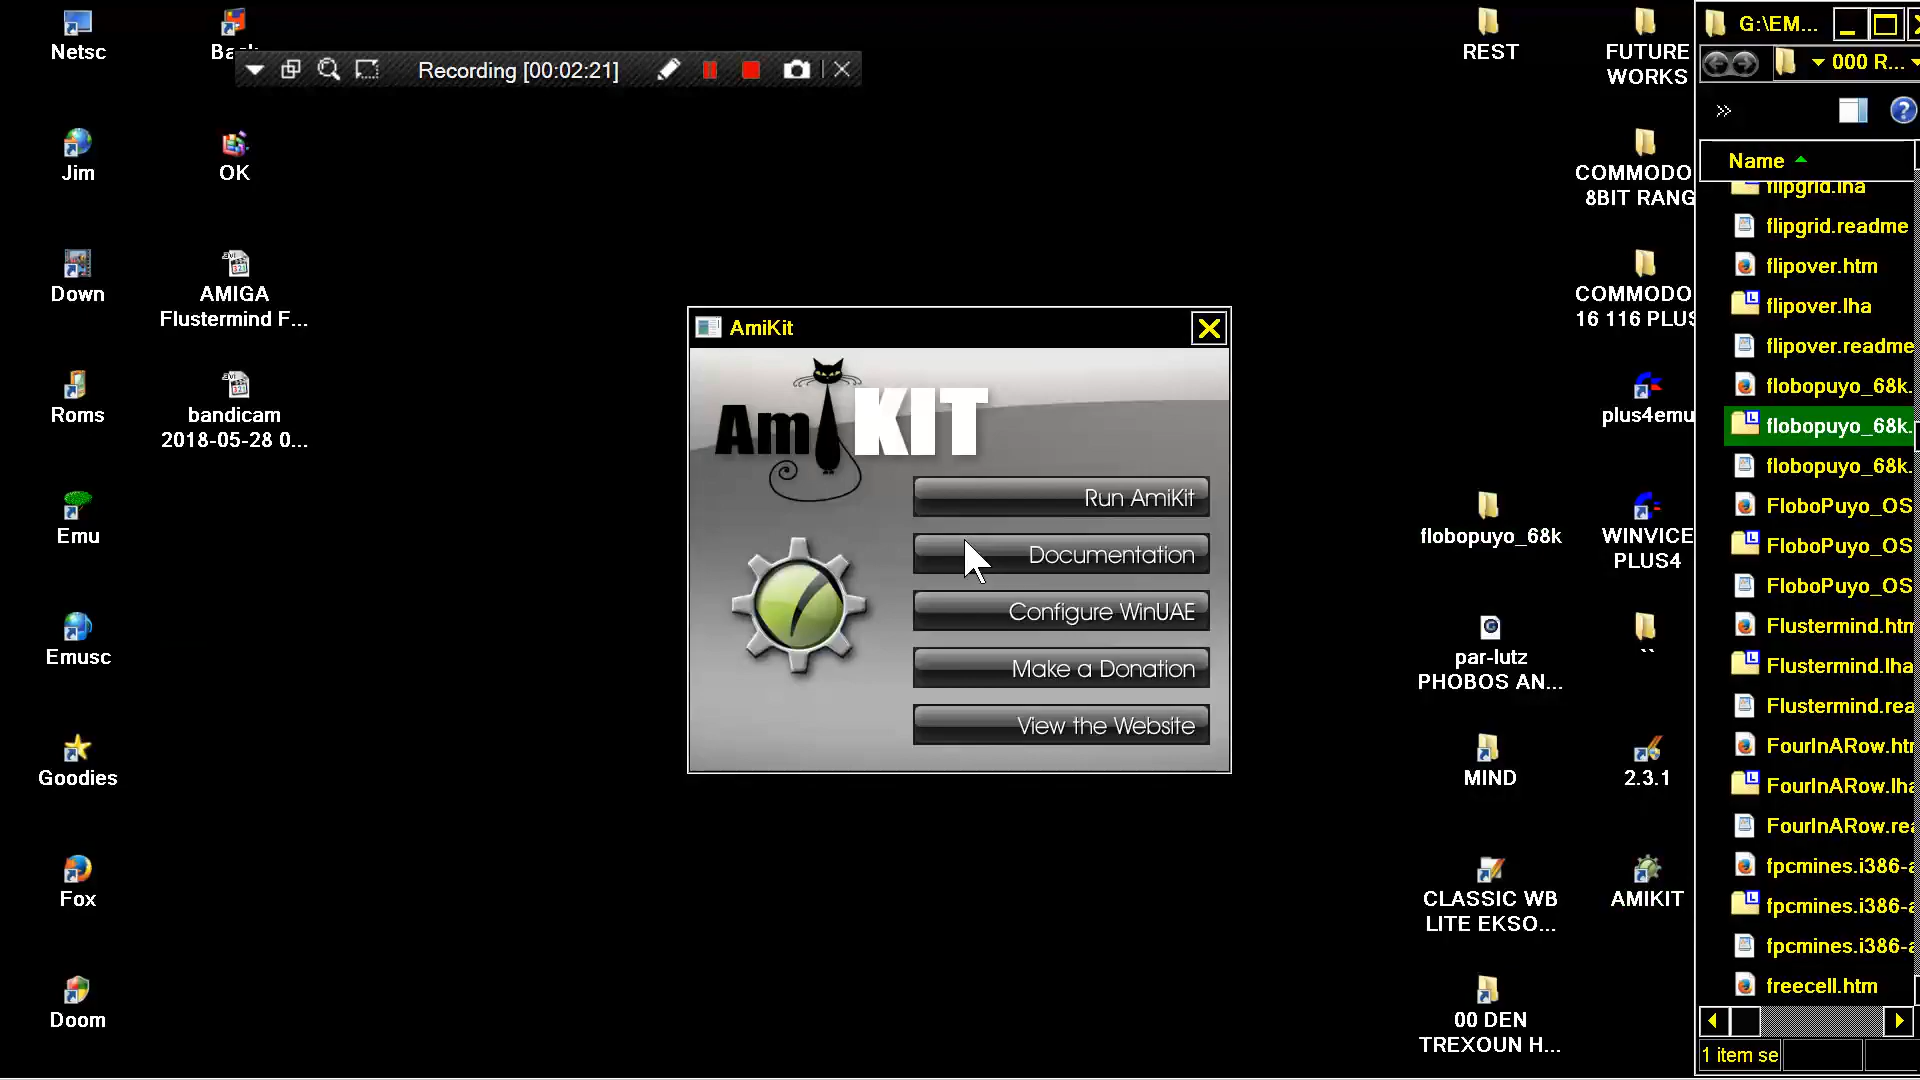 Netsc
Jim
Down
Roms
Emu
Emusc
Goodies
Fox
Doom
OK
AMIGA
Flustermind F...
bandicam
2018-05-28 0...
Recording [00:02:21]
AmiKit
AmiKIT
Run AmiKit
Documentation
Configure WinUAE
Make a Donation
View the Website
REST
flobopuyo_68k
par-lutz
PHOBOS AN...
MIND
CLASSIC WB
LITE EKSO...
00 DEN
TREXOUN H...
FUTURE
WORKS
COMMODO
8BIT RANG
COMMODO
16 116 PLUS
plus4emu
WINVICE
PLUS4
``
2.3.1
AMIKIT
G:\EM...
000 R...
Name
flipgrid.lha
flipgrid.readme
flipover.htm
flipover.lha
flipover.readme
flobopuyo_68k.
flobopuyo_68k.
flobopuyo_68k.
FloboPuyo_OS
FloboPuyo_OS
FloboPuyo_OS
Flustermind.htm
Flustermind.lha
Flustermind.rea
FourInARow.htm
FourInARow.lha
FourInARow.rea
fpcmines.i386-a
fpcmines.i386-a
fpcmines.i386-a
freecell.htm
1 item se